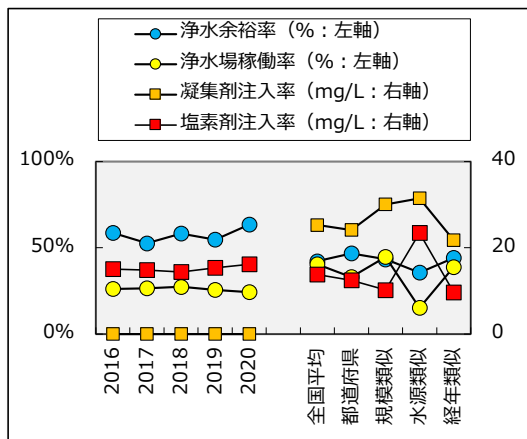 浄水余裕率（%：左軸）
浄水場稼働率（%：左軸）
凝集剤注入率（mg/L：右軸）
塩素剤注入率（mg/L：右軸）
100%
50%
0%
40
20
0
2016
2017
2018
2019
2020
全国平均
都道府県
規模類似
水源類似
経年類似